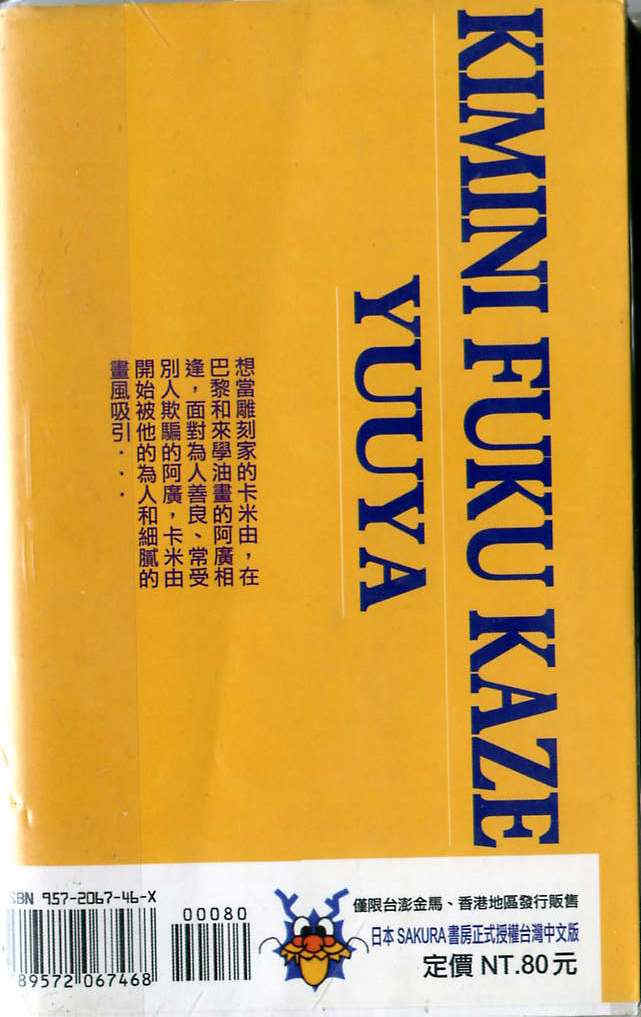 KIMINI FUKU KAZE
YUUYA
想當雕刻家的卡米由，在
巴黎和來學油畫的阿廣相
逢，面對為人善良、常受
別人欺騙的阿廣，卡米由
開始被他的為人和細膩的
畫風吸引．．．
ISBN 957-2067-46-X
00080
89572 067468
僅限台澎金馬、香港地區發行販售
日本SAKURA書房正式授權台灣中文版
定價 NT.80元